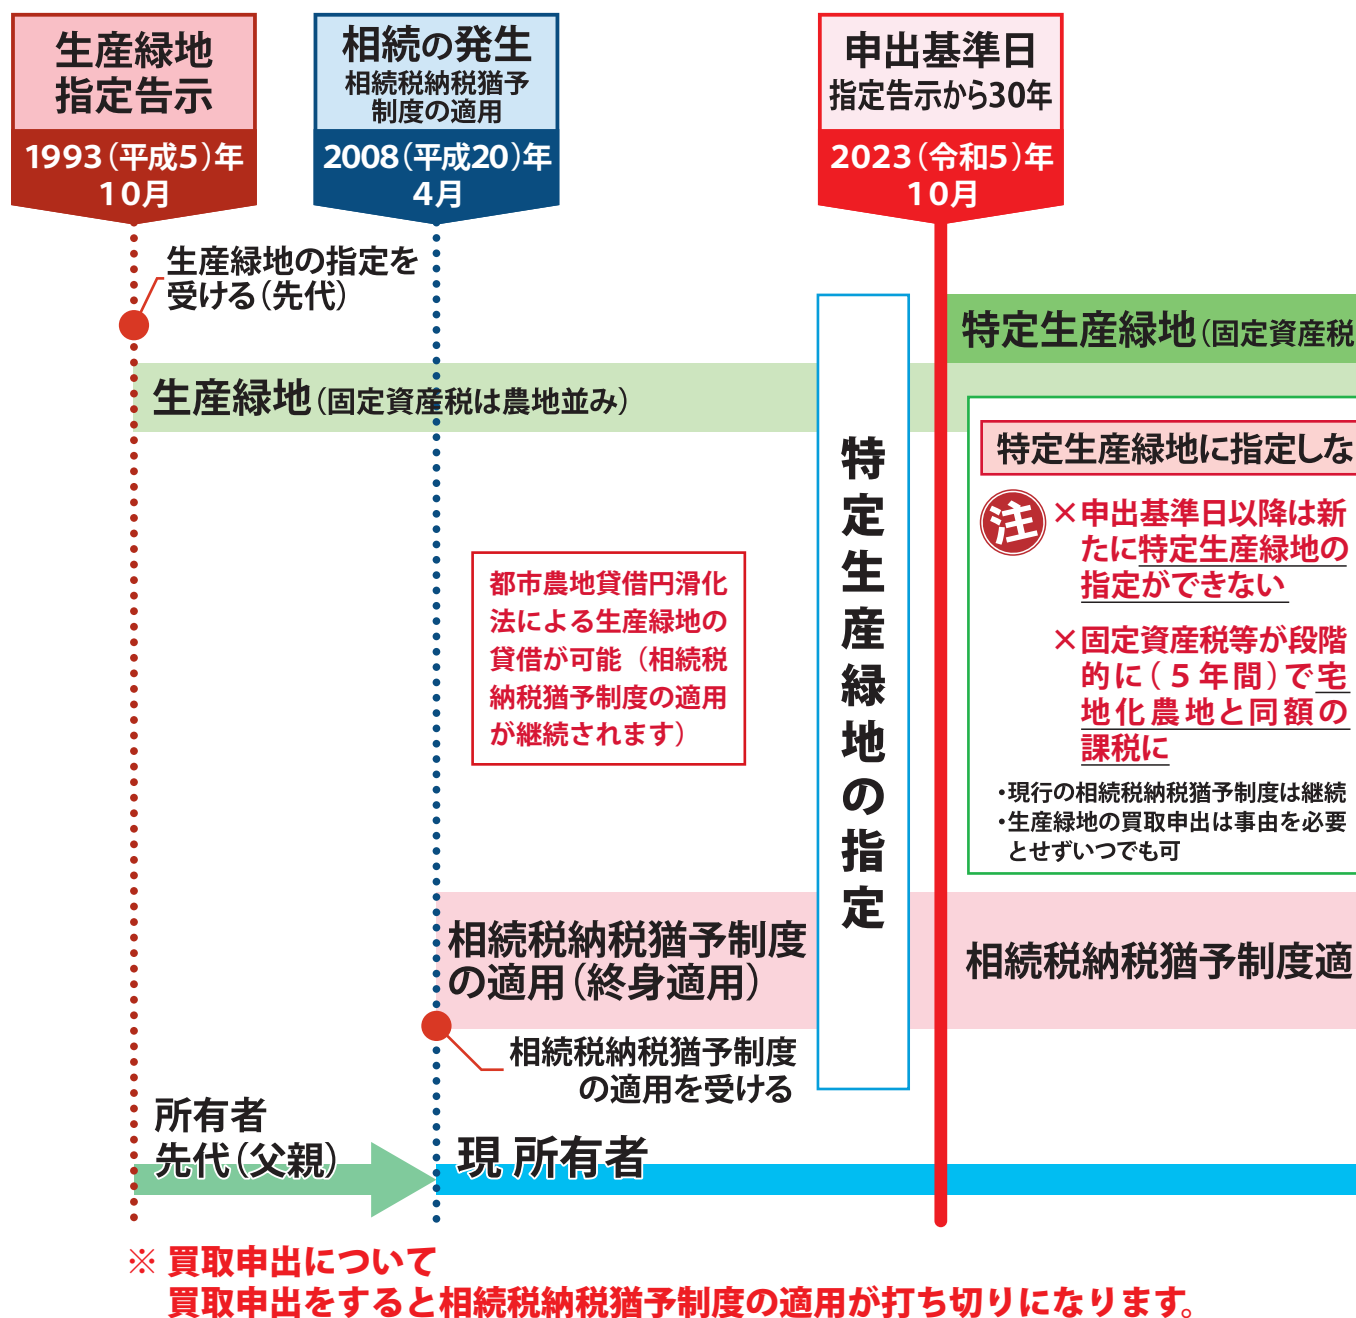 生産緑地
指定告示
1993(平成5)年
10月
相続の発生
相続税納税猶予
制度の適用
2008(平成20)年
4月
申出基準日
指定告示から30年
2023(令和5)年
10月
生産緑地の指定を
受ける(先代)
特定生産緑地(固定資産税
生産緑地(固定資産税は農地並み)
特定生産緑地の指定
特定生産緑地に指定しな
注
×申出基準日以降は新
たに特定生産緑地の
指定ができない
×固定資産税等が段階
的に(5年間)で宅
地化農地と同額の
課税に
・現行の相続税納税猶予制度は継続
・生産緑地の買取申出は事由を必要
とせずいつでも可
都市農地貸借円滑化
法による生産緑地の
貸借が可能(相続税
納税猶予制度の適用
が継続されます)
相続税納税猶予制度
の適用(終身適用)
相続税納税猶予制度適
相続税納税猶予制度
の適用を受ける
所有者
先代(父親)
現 所有者
※ 買取申出について
買取申出をすると相続税納税猶予制度の適用が打ち切りになります。